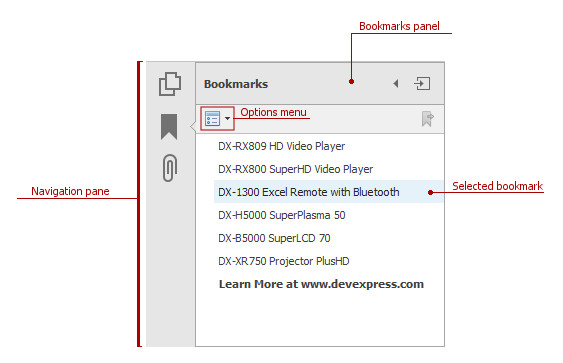 Bookmarks panel
Bookmarks
Options menu
DX-RX809 HD Video Player
DX-RX800 SuperHD Video Player
DX-1300 Excel Remote with Bluetooth
Selected bookmark
Navigation pane
DX-H5000 SuperPlasma 50
DX-B5000 SuperLCD 70
DX-XR750 Projector PlusHD
Learn More at www.devexpress.com